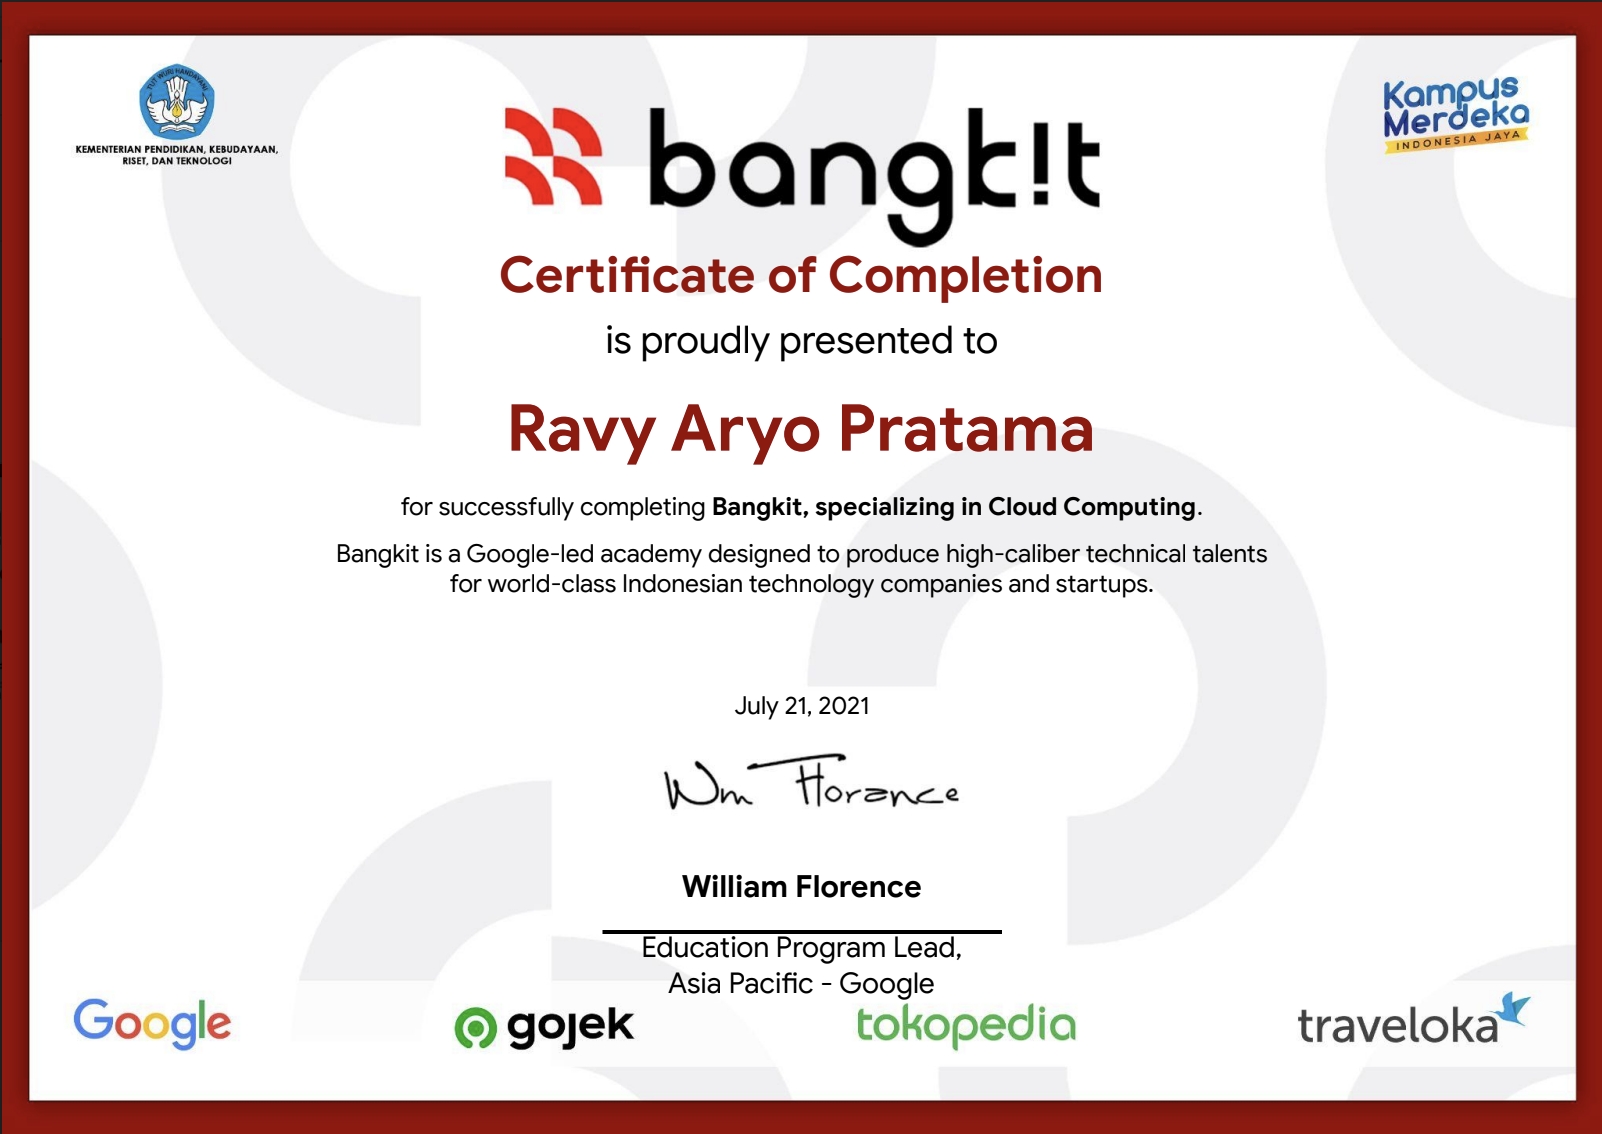 TUT WURI HANDAYANI
KEMENTERIAN PENDIDIKAN, KEBUDAYAAN,
RISET, DAN TEKNOLOGI
Kampus
Merdeka
INDONESIA JAYA
bangk!t
Certificate of Completion
is proudly presented to
Ravy Aryo Pratama
for successfully completing Bangkit, specializing in Cloud Computing.
Bangkit is a Google-led academy designed to produce high-caliber technical talents
for world-class Indonesian technology companies and startups.
July 21, 2021
Wm Florance
William Florence
Education Program Lead,
Asia Pacific - Google
Google
gojek
tokopedia
traveloka